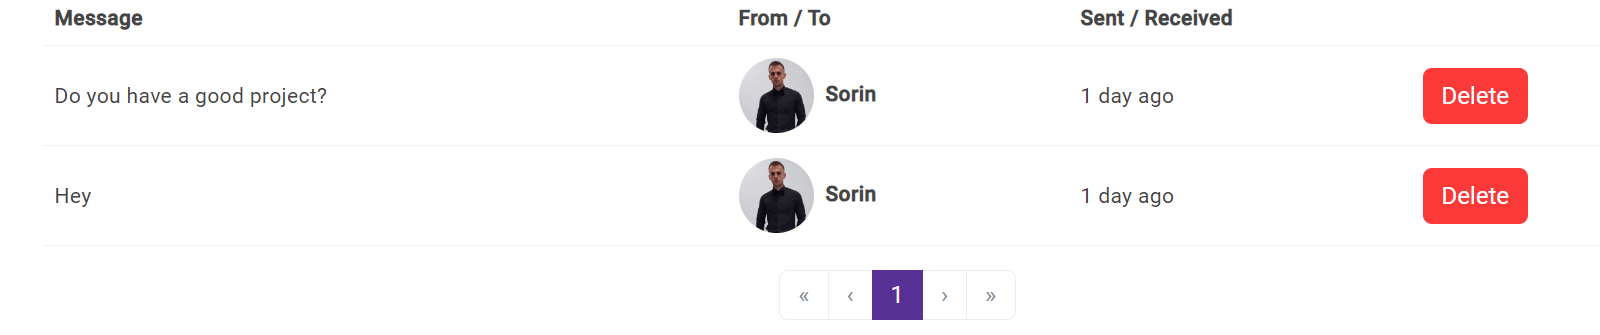 Message From / To Sent / Received
Do you have a good project? Sorin 1 day ago Delete
Hey Sorin 1 day ago Delete
« ‹ 1 › »